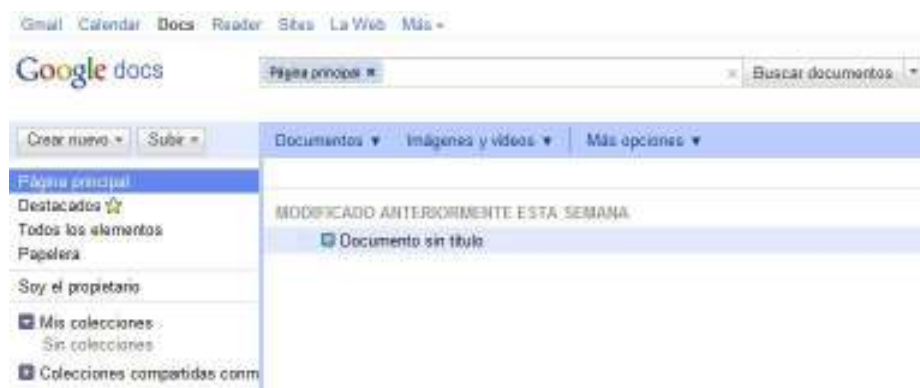 Gmail Calendar Docs Reader Sites La Web Más
Google docs
Página principal × × Buscar documentos
Crear nuevo Subir Documentos Imágenes y vídeos Más opciones
Página principal
Destacados
Todos los elementos
Papelera
Soy el propietario
Mis colecciones
Sin colecciones
Colecciones compartidas conm
MODIFICADO ANTERIORMENTE ESTA SEMANA
Documento sin título